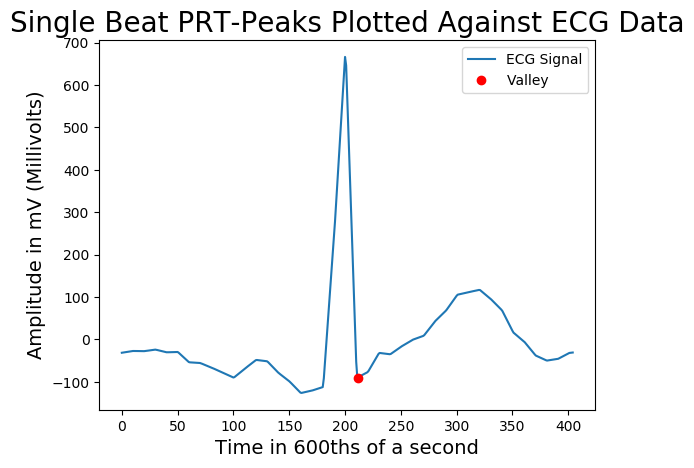 Single Beat PRT-Peaks Plotted Against ECG Data
Amplitude in mV (Millivolts)
700
600
500
400
300
200
100
0
−100
ECG Signal
Valley
0 50 100 150 200 250 300 350 400
Time in 600ths of a second